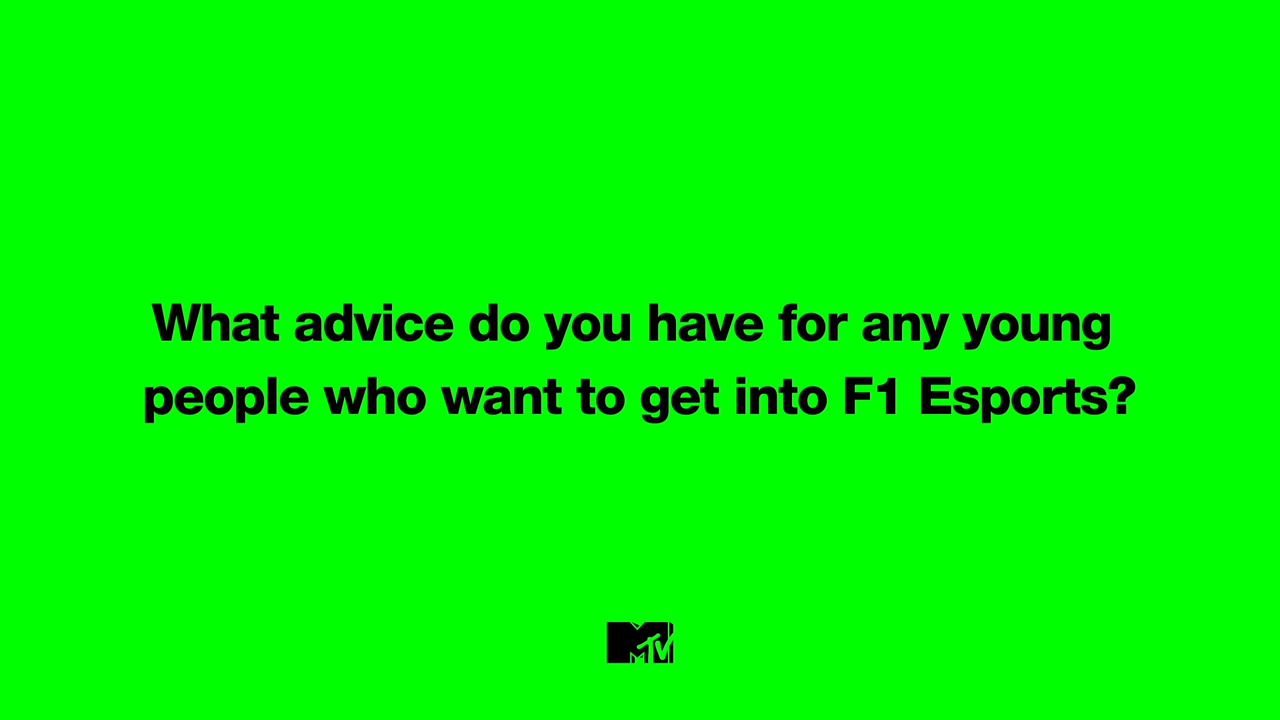 What advice do you have for any young
people who want to get into F1 Esports?
MTV